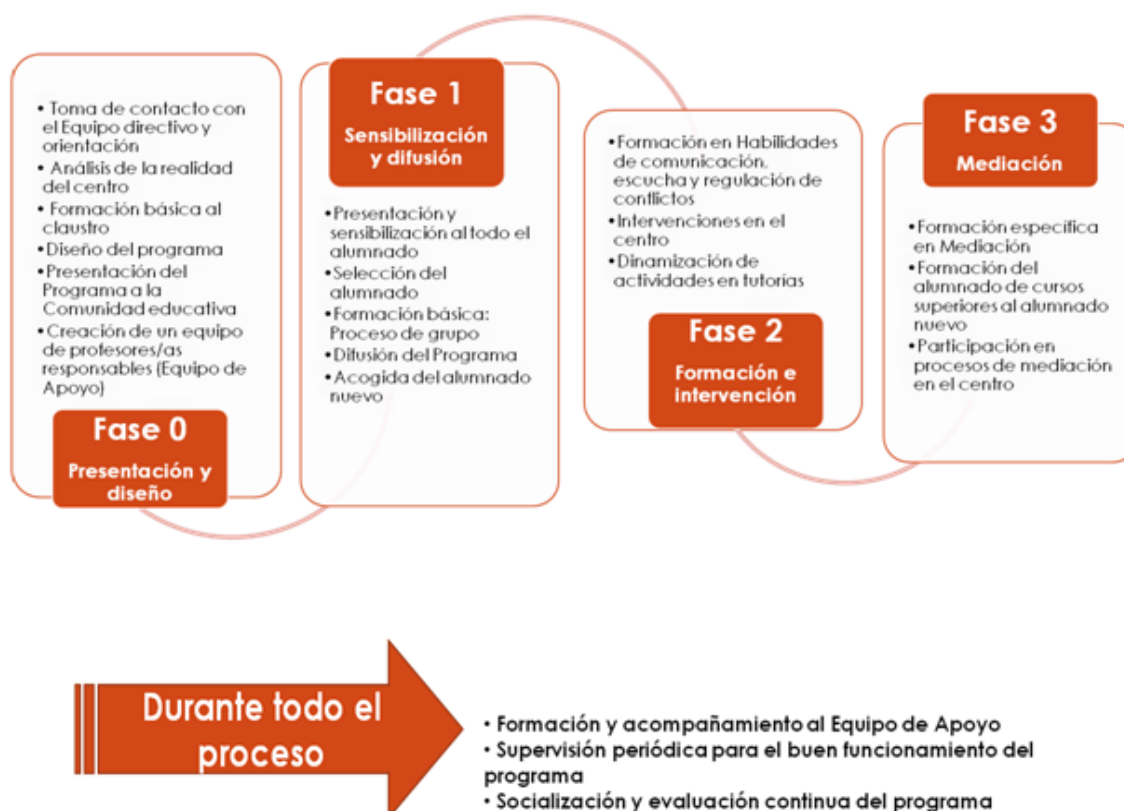 • Toma de contacto con
el Equipo directivo y
orientación
• Análisis de la realidad
del centro
• Formación básica al
claustro
• Diseño del programa
• Presentación del
Programa a la
Comunidad educativa
• Creación de un equipo
de profesores/as
responsables (Equipo de
Apoyo)
Fase 0
Presentación y
diseño
Fase 1
Sensibilización
y difusión
• Presentación y
sensibilización al todo el
alumnado
• Selección del
alumnado
• Formación básica:
Proceso de grupo
• Difusión del Programa
• Acogida del alumnado
nuevo
• Formación en Habilidades
de comunicación,
escucha y regulación de
conflictos
• Intervenciones en el
centro
• Dinamización de
actividades en tutorías
Fase 2
Formación e
intervención
Fase 3
Mediación
• Formación específica
en Mediación
• Formación del
alumnado de cursos
superiores al alumnado
nuevo
• Participación en
procesos de mediación
en el centro
Durante todo el
proceso
• Formación y acompañamiento al Equipo de Apoyo
• Supervisión periódica para el buen funcionamiento del
programa
• Socialización y evaluación continua del programa